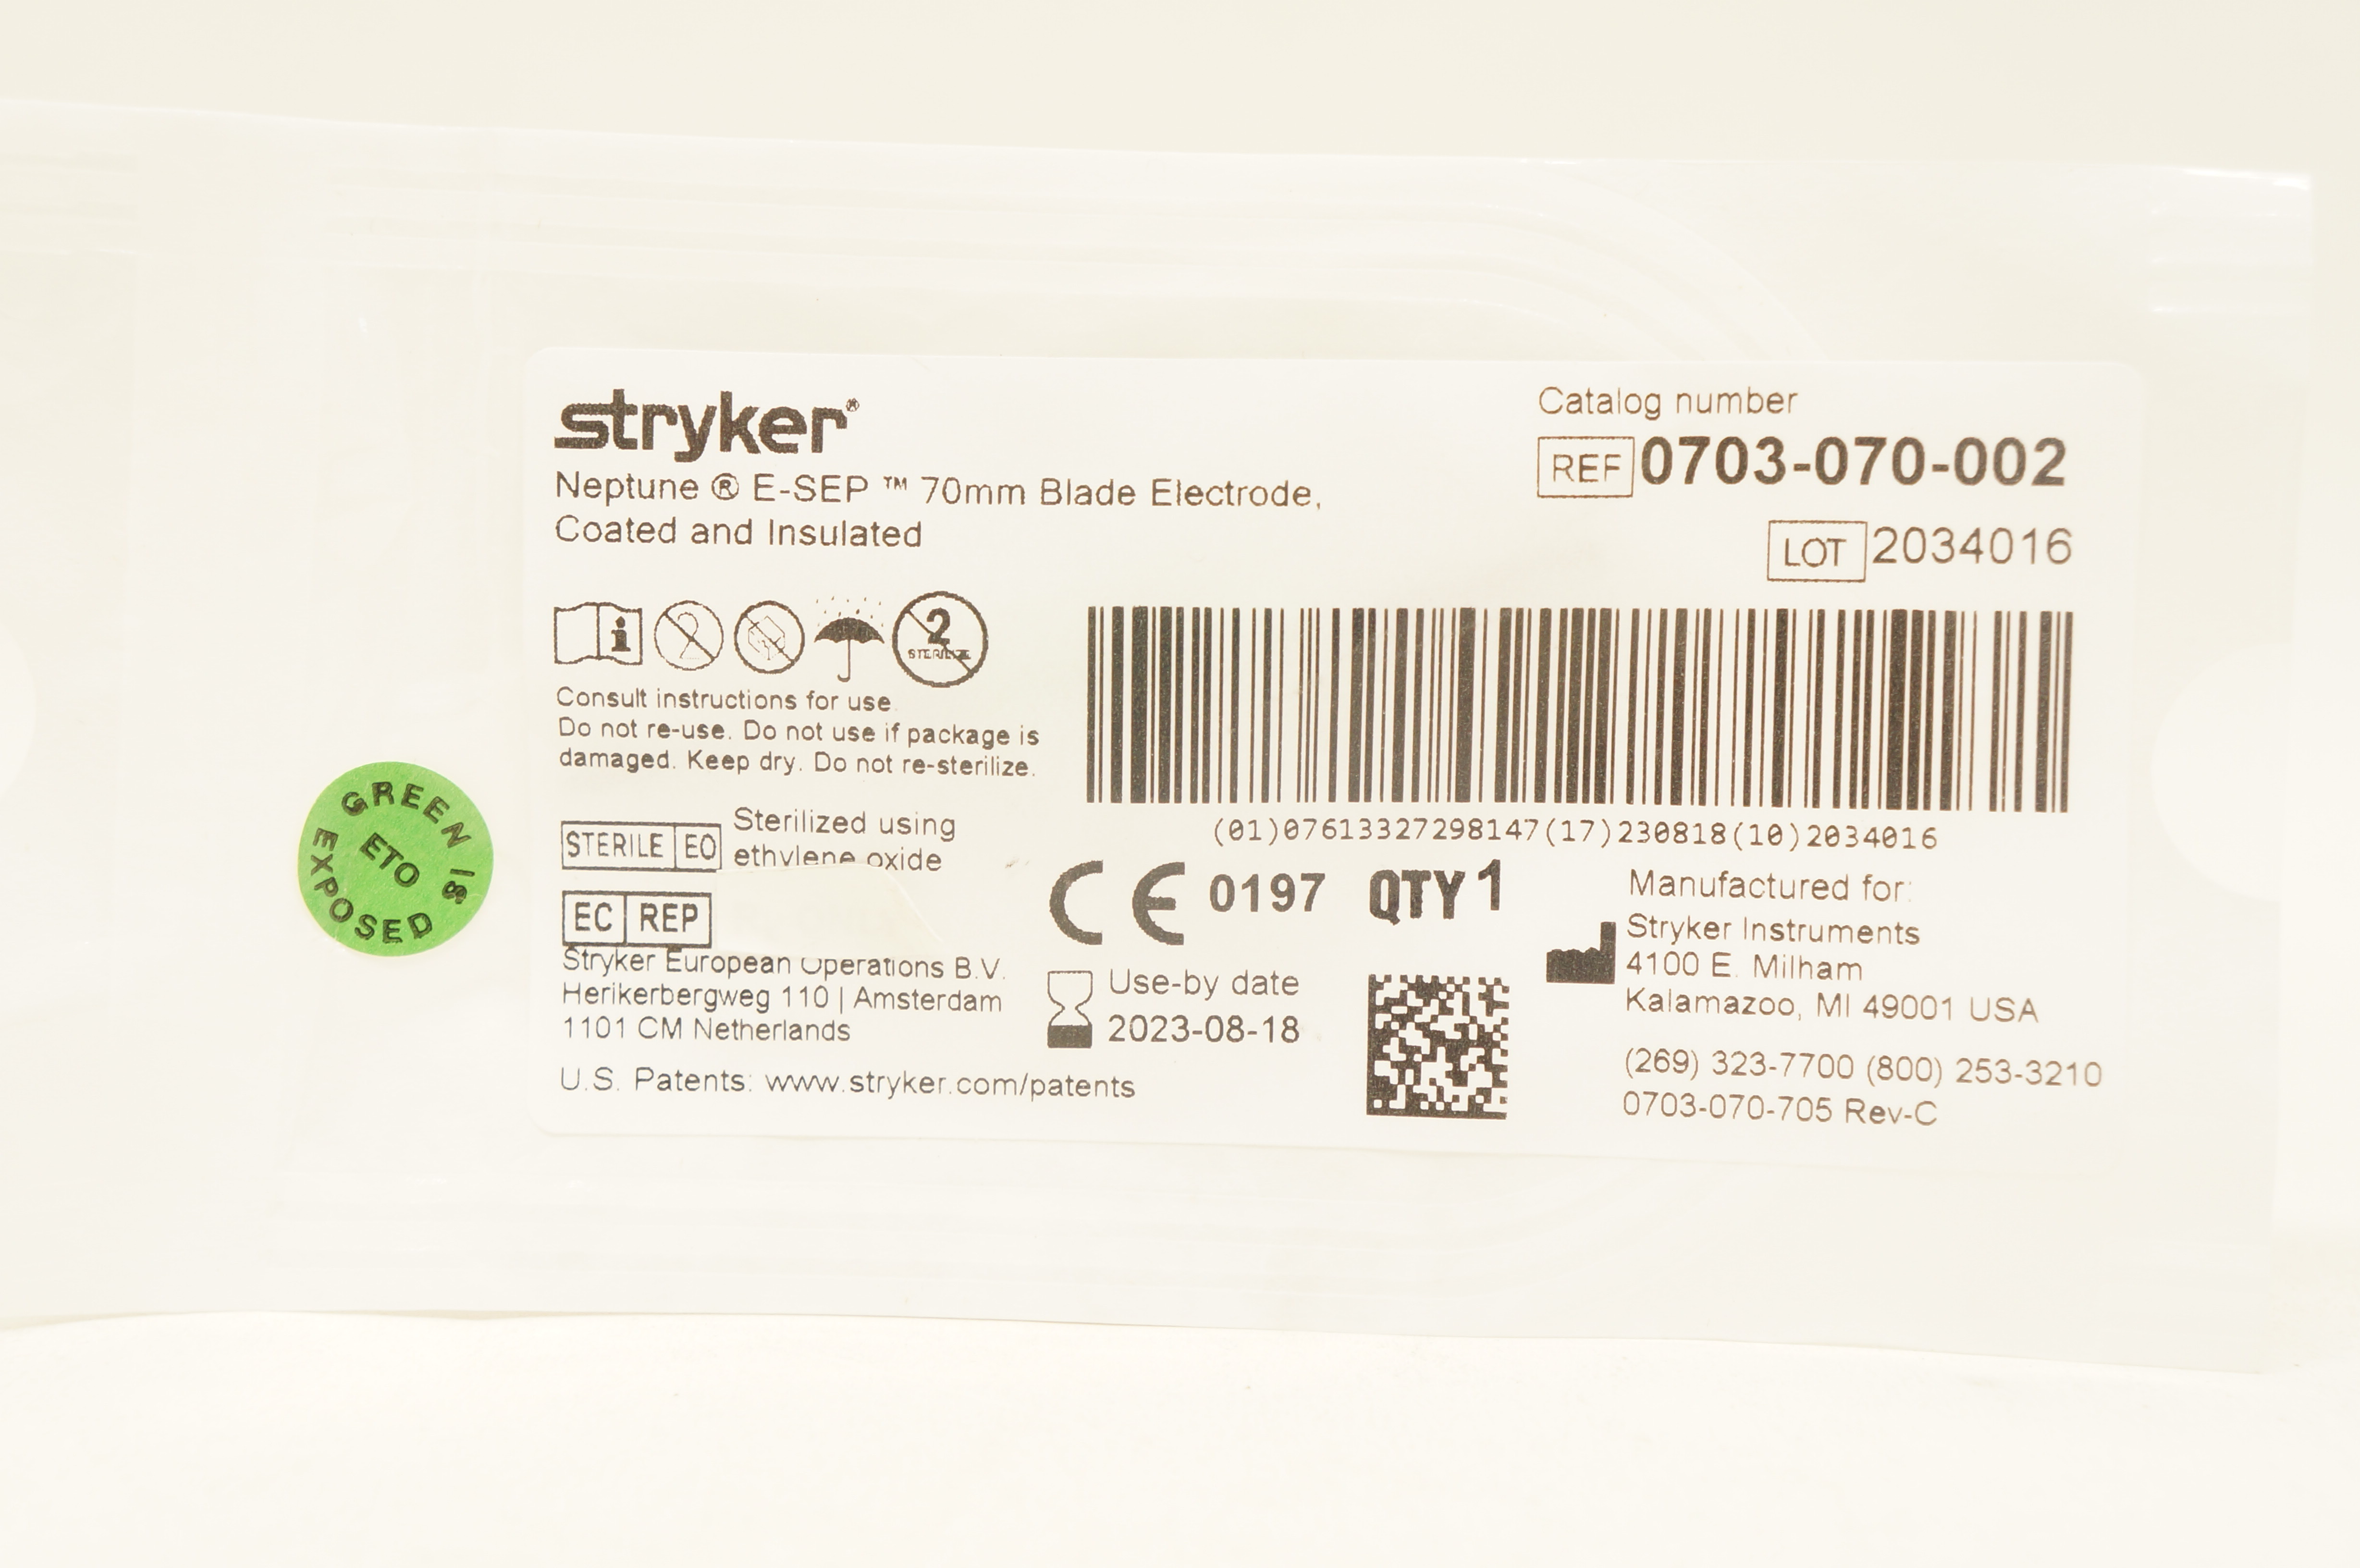 stryker®
Neptune ® E-SEP ™ 70mm Blade Electrode,
Coated and Insulated
Catalog number
REF 0703-070-002
LOT 2034016
i
2
STERILIZE
Consult instructions for use.
Do not re-use. Do not use if package is
damaged. Keep dry. Do not re-sterilize.
(01)07613327298147(17)230818(10)2034016
STERILE EO
Sterilized using
ethylene oxide
EC REP
Stryker European Operations B.V.
Herikerbergweg 110 | Amsterdam
1101 CM Netherlands
U.S. Patents: www.stryker.com/patents
CE 0197 QTY 1
Use-by date
2023-08-18
Manufactured for:
Stryker Instruments
4100 E. Milham
Kalamazoo, MI 49001 USA
(269) 323-7700 (800) 253-3210
0703-070-705 Rev-C
GREEN IS
EXPOSED
ETO